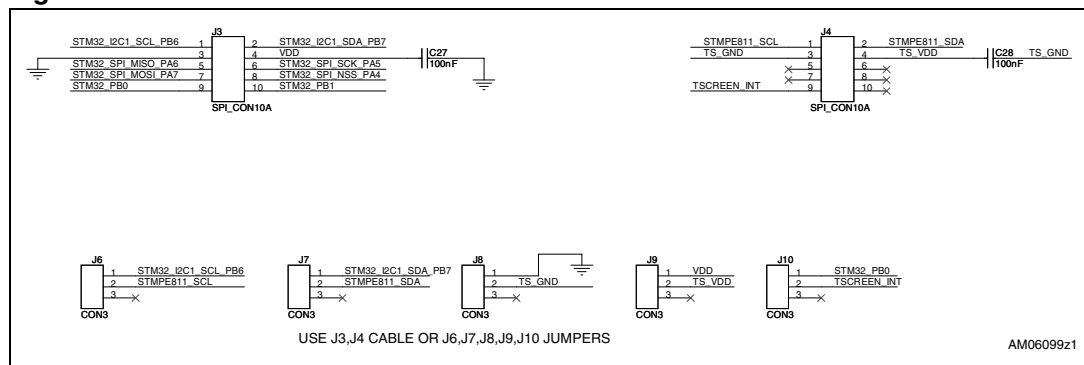 J3
STM32_I2C1_SCL_PB6 1 2 STM32_I2C1_SDA_PB7
3 4 VDD
STM32_SPI_MISO_PA6 5 6 STM32_SPI_SCK_PA5
STM32_SPI_MOSI_PA7 7 8 STM32_SPI_NSS_PA4
STM32_PB0 9 10 STM32_PB1
SPI_CON10A
C27
100nF
J4
STMPE811_SCL 1 2 STMPE811_SDA
TS_GND 3 4 TS_VDD
5 6
7 8
TSCREEN_INT 9 10
SPI_CON10A
C28 TS_GND
100nF
J6
1 STM32_I2C1_SCL_PB6
2 STMPE811_SCL
3
CON3
J7
1 STM32_I2C1_SDA_PB7
2 STMPE811_SDA
3
CON3
J8
1
2 TS_GND
3
CON3
J9
1 VDD
2 TS_VDD
3
CON3
J10
1 STM32_PB0
2 TSCREEN_INT
3
CON3
USE J3,J4 CABLE OR J6,J7,J8,J9,J10 JUMPERS
AM06099z1